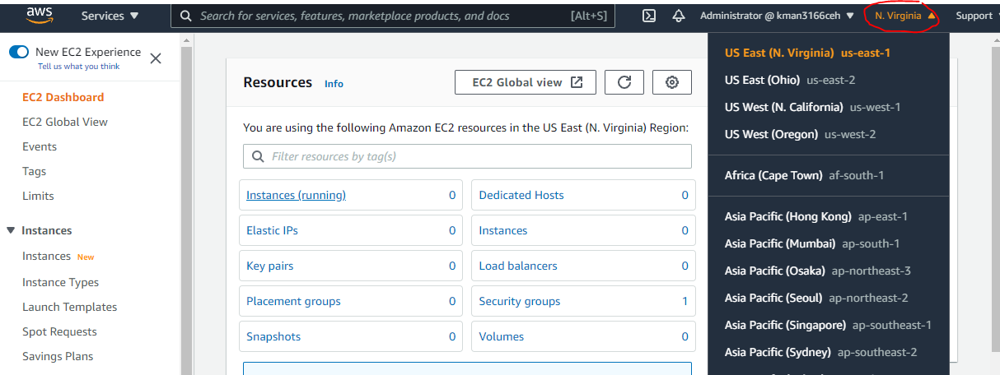 aws Services ▼ Search for services, features, marketplace products, and docs [Alt+S] Administrator @ kman3166ceh ▼ N. Virginia ▲ Support
New EC2 Experience
Tell us what you think
EC2 Dashboard
EC2 Global View
Events
Tags
Limits
▼ Instances
Instances New
Instance Types
Launch Templates
Spot Requests
Savings Plans
Resources Info EC2 Global view
You are using the following Amazon EC2 resources in the US East (N. Virginia) Region:
Filter resources by tag(s)
Instances (running) 0 Dedicated Hosts 0
Elastic IPs 0 Instances 0
Key pairs 0 Load balancers 0
Placement groups 0 Security groups 1
Snapshots 0 Volumes 0
US East (N. Virginia) us-east-1
US East (Ohio) us-east-2
US West (N. California) us-west-1
US West (Oregon) us-west-2
Africa (Cape Town) af-south-1
Asia Pacific (Hong Kong) ap-east-1
Asia Pacific (Mumbai) ap-south-1
Asia Pacific (Osaka) ap-northeast-3
Asia Pacific (Seoul) ap-northeast-2
Asia Pacific (Singapore) ap-southeast-1
Asia Pacific (Sydney) ap-southeast-2